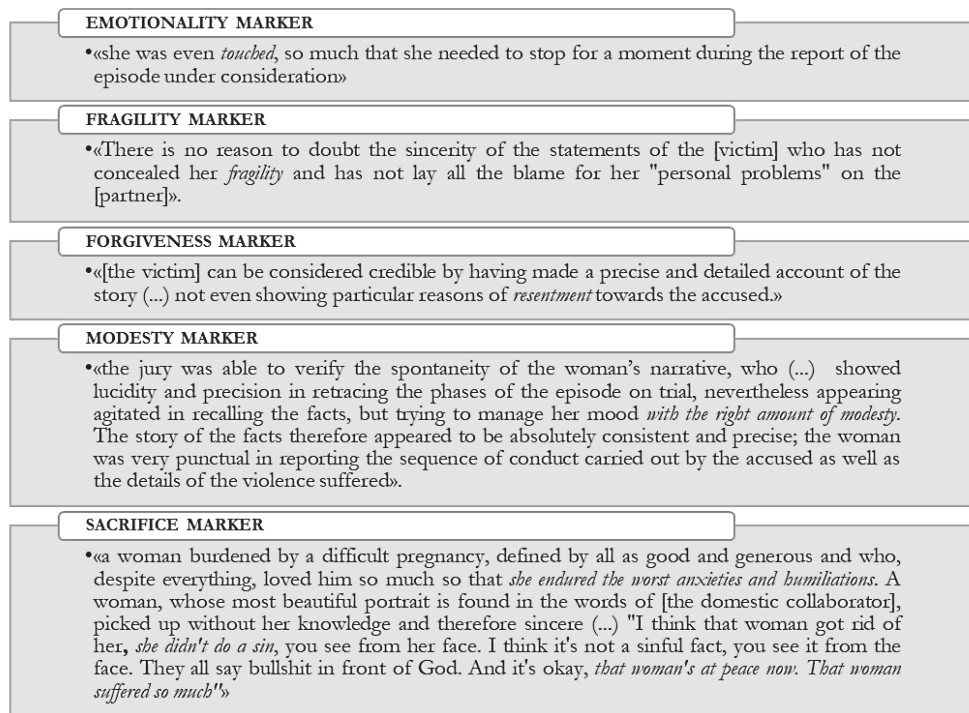 EMOTIONALITY MARKER
•«she was even touched, so much that she needed to stop for a moment during the report of the
episode under consideration»
FRAGILITY MARKER
•«There is no reason to doubt the sincerity of the statements of the [victim] who has not
concealed her fragility and has not lay all the blame for her "personal problems" on the
[partner]».
FORGIVENESS MARKER
•«[the victim] can be considered credible by having made a precise and detailed account of the
story (...) not even showing particular reasons of resentment towards the accused.»
MODESTY MARKER
•«the jury was able to verify the spontaneity of the woman’s narrative, who (...) showed
lucidity and precision in retracing the phases of the episode on trial, nevertheless appearing
agitated in recalling the facts, but trying to manage her mood with the right amount of modesty.
The story of the facts therefore appeared to be absolutely consistent and precise; the woman
was very punctual in reporting the sequence of conduct carried out by the accused as well as
the details of the violence suffered».
SACRIFICE MARKER
•«a woman burdened by a difficult pregnancy, defined by all as good and generous and who,
despite everything, loved him so much so that she endured the worst anxieties and humiliations. A
woman, whose most beautiful portrait is found in the words of [the domestic collaborator],
picked up without her knowledge and therefore sincere (...) "I think that woman got rid of
her, she didn't do a sin, you see from her face. I think it's not a sinful fact, you see it from the
face. They all say bullshit in front of God. And it's okay, that woman's at peace now. That woman
suffered so much"»